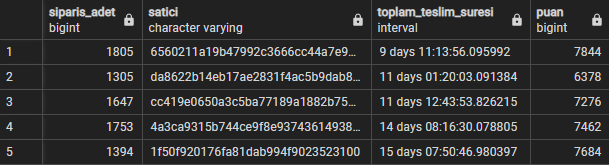 siparis_adet satici toplam_teslim_suresi puan
bigint character varying interval bigint
1 1805 6560211a19b47992c3666cc44a7e9... 9 days 11:13:56.095992 7844
2 1305 da8622b14eb17ae2831f4ac5b9dab8... 11 days 01:20:03.091384 6378
3 1647 cc419e0650a3c5ba77189a1882b75... 11 days 12:43:53.826215 7276
4 1753 4a3ca9315b744ce9f8e93743614938... 14 days 08:16:30.078805 7462
5 1394 1f50f920176fa81dab994f9023523100 15 days 07:50:46.980397 7684